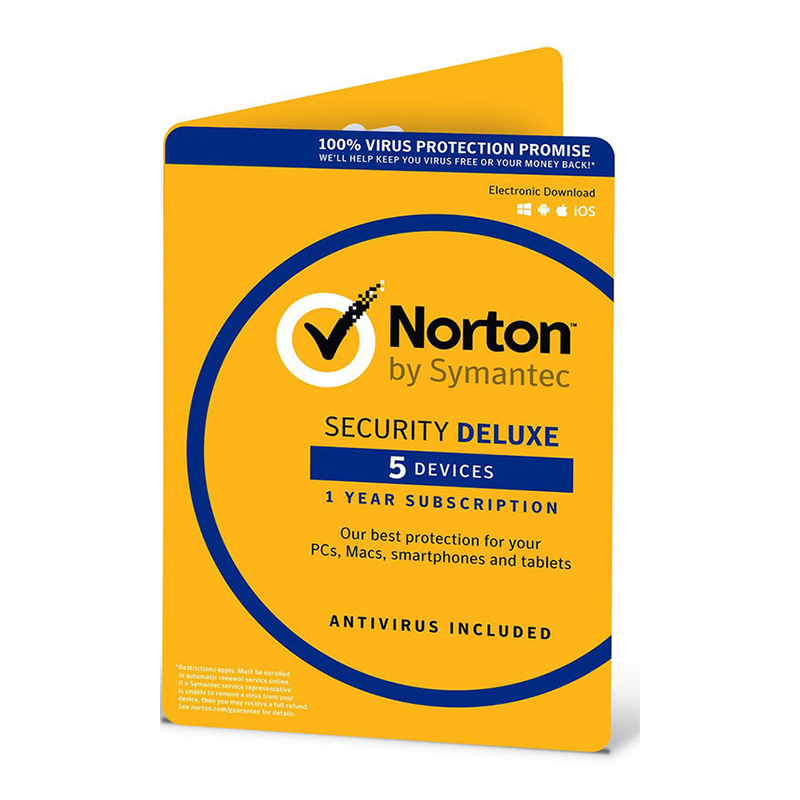 100% VIRUS PROTECTION PROMISE
WE'LL HELP KEEP YOU VIRUS FREE OR YOUR MONEY BACK!*
Electronic Download
iOS
Norton™
by Symantec
SECURITY DELUXE
5 DEVICES
1 YEAR SUBSCRIPTION
Our best protection for your
PCs, Macs, smartphones and tablets
ANTIVIRUS INCLUDED
*Restrictions apply. Must be enrolled
in automatic renewal service online.
If a Symantec service representative
is unable to remove a virus from your
device, then you may receive a full refund.
See norton.com/guarantee for details.